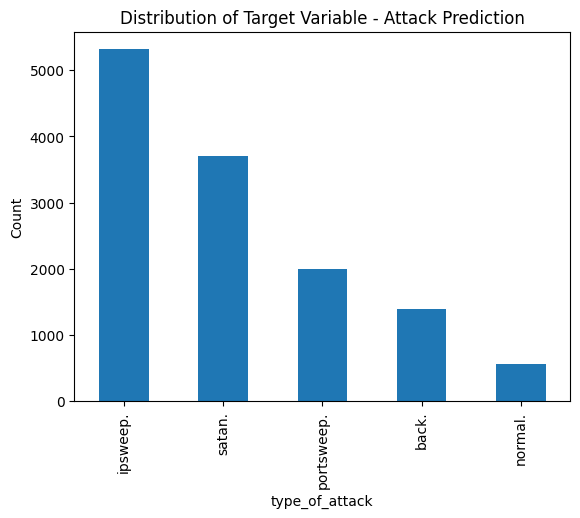 Distribution of Target Variable - Attack Prediction
5000
4000
3000
2000
1000
0
Count
ipsweep.
satan.
portsweep.
back.
normal.
type_of_attack